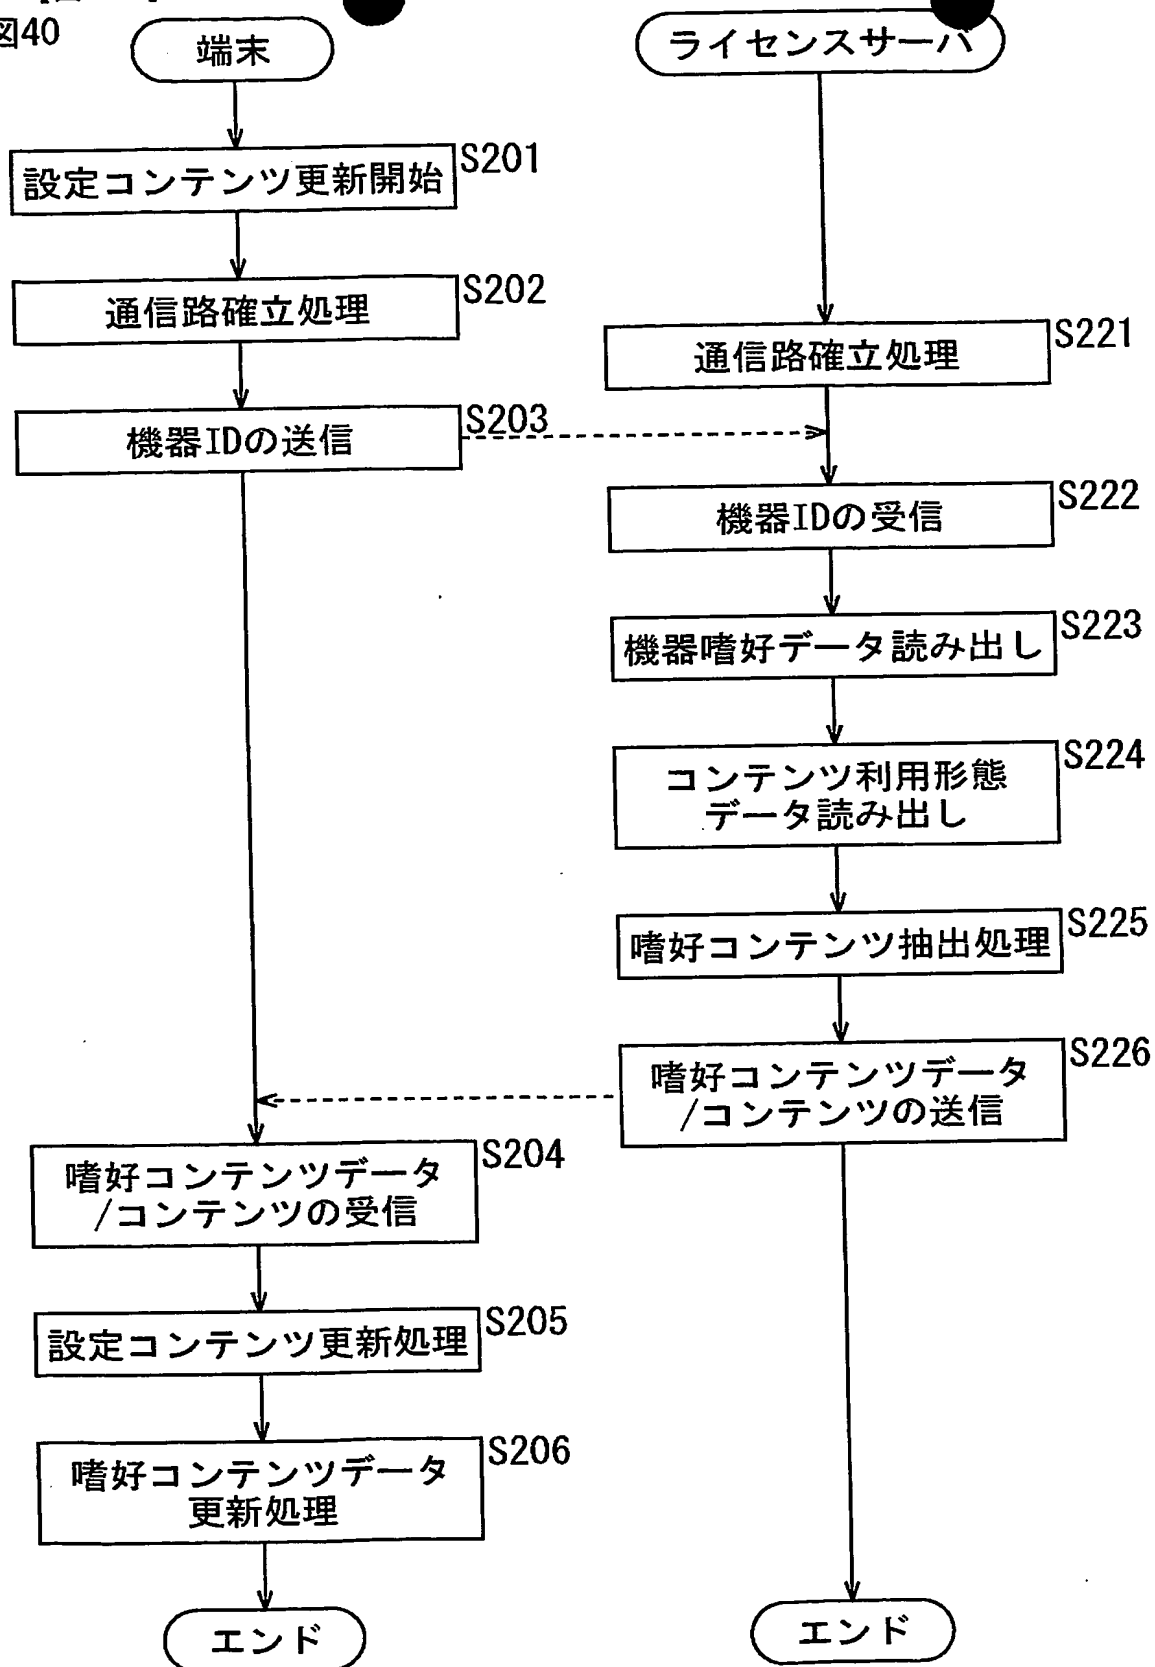 図40
端末
設定コンテンツ更新開始
S201
通信路確立処理
S202
機器IDの送信
S203
嗜好コンテンツデータ
/コンテンツの受信
S204
設定コンテンツ更新処理
S205
嗜好コンテンツデータ
更新処理
S206
エンド
ライセンスサーバ
通信路確立処理
S221
機器IDの受信
S222
機器嗜好データ読み出し
S223
コンテンツ利用形態
データ読み出し
S224
嗜好コンテンツ抽出処理
S225
嗜好コンテンツデータ
/コンテンツの送信
S226
エンド